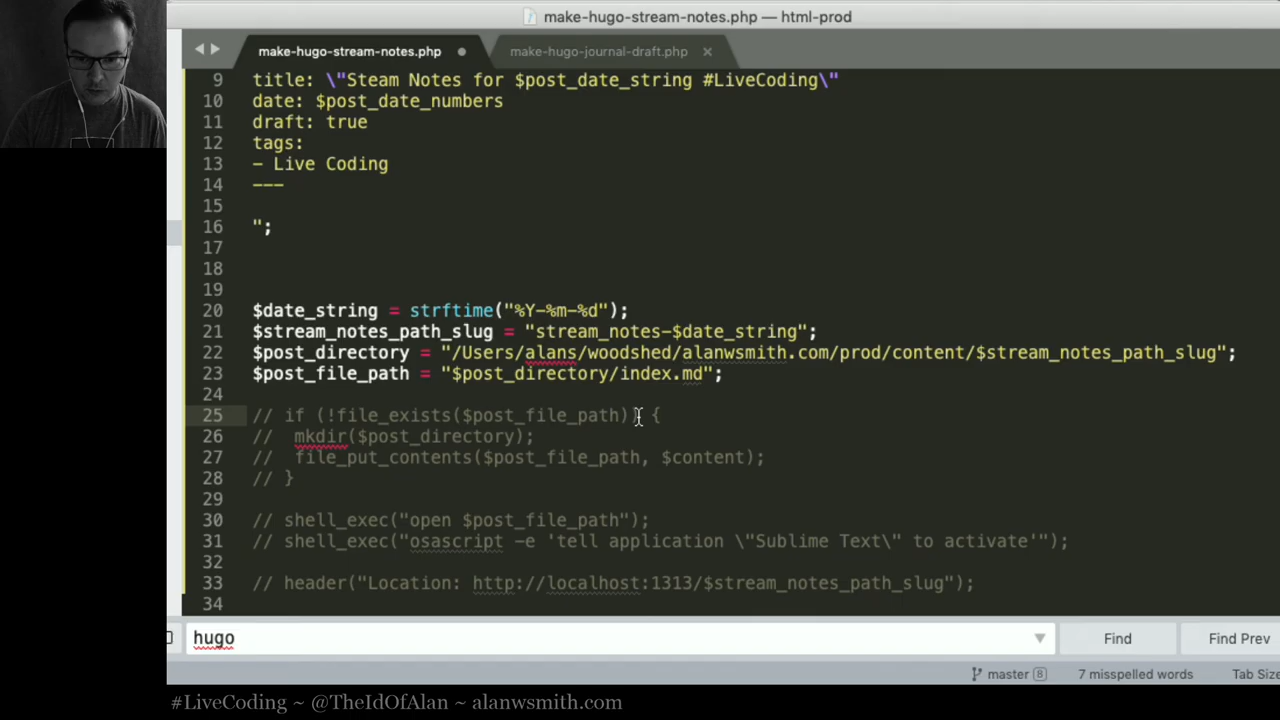 make-hugo-stream-notes.php — html-prod
make-hugo-stream-notes.php
make-hugo-journal-draft.php ×
9 title: \"Steam Notes for $post_date_string #LiveCoding\"
10 date: $post_date_numbers
11 draft: true
12 tags:
13 - Live Coding
14 ---
15
16 ";
17
18
19
20 $date_string = strftime("%Y-%m-%d");
21 $stream_notes_path_slug = "stream_notes-$date_string";
22 $post_directory = "/Users/alans/woodshed/alanwsmith.com/prod/content/$stream_notes_path_slug";
23 $post_file_path = "$post_directory/index.md";
24
25 // if (!file_exists($post_file_path)) {
26 // mkdir($post_directory);
27 // file_put_contents($post_file_path, $content);
28 // }
29
30 // shell_exec("open $post_file_path");
31 // shell_exec("osascript -e 'tell application \"Sublime Text\" to activate'");
32
33 // header("Location: http://localhost:1313/$stream_notes_path_slug");
34
hugo
Find
Find Prev
master 8
7 misspelled words
Tab Size
#LiveCoding ~ @TheIdOfAlan ~ alanwsmith.com